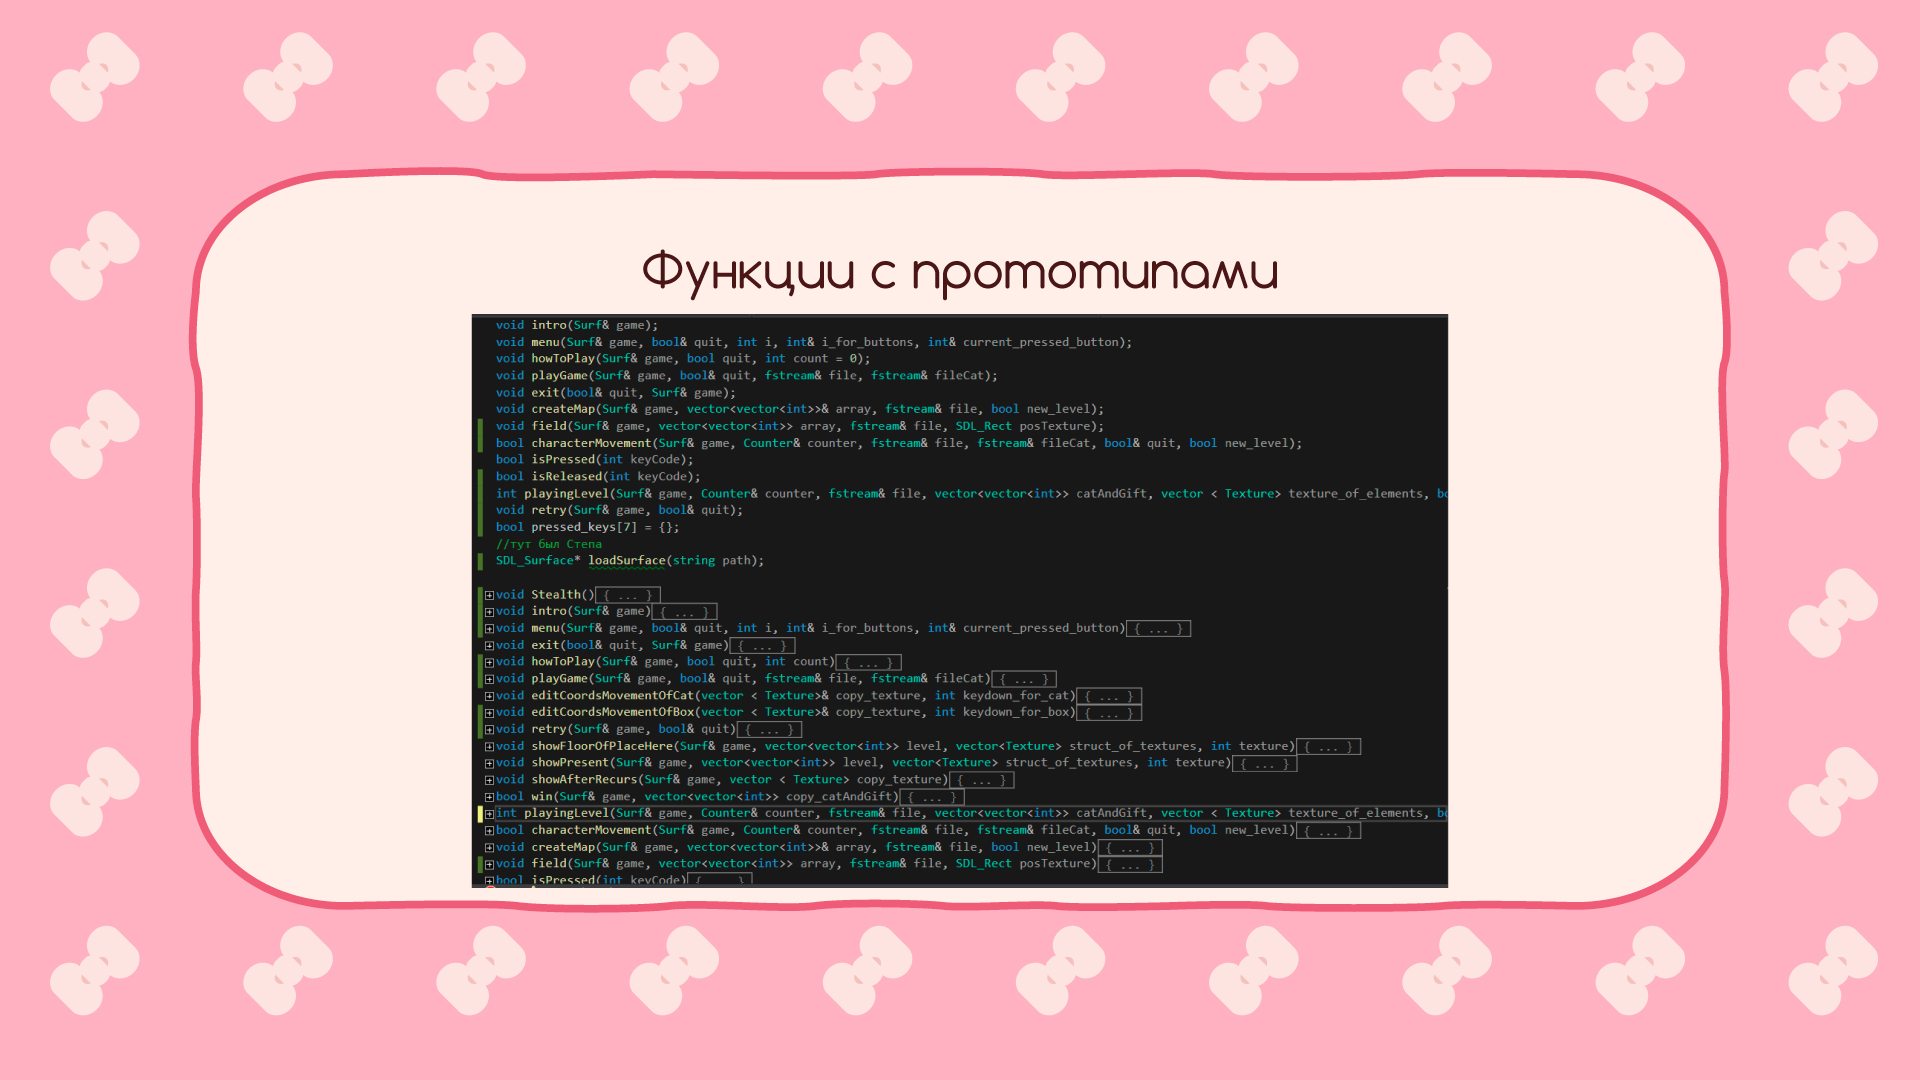 Функции с прототипами
void intro(Surf& game);
void menu(Surf& game, bool& quit, int i, int& i_for_buttons, int& current_pressed_button);
void howToPlay(Surf& game, bool quit, int count = 0);
void playGame(Surf& game, bool& quit, fstream& file, fstream& fileCat);
void exit(bool& quit, Surf& game);
void createMap(Surf& game, vector<vector<int>>& array, fstream& file, bool new_level);
void field(Surf& game, vector<vector<int>> array, fstream& file, SDL_Rect posTexture);
bool characterMovement(Surf& game, Counter& counter, fstream& file, fstream& fileCat, bool& quit, bool new_level);
bool isPressed(int keyCode);
bool isReleased(int keyCode);
int playingLevel(Surf& game, Counter& counter, fstream& file, vector<vector<int>> catAndGift, vector < Texture> texture_of_elements, 
void retry(Surf& game, bool& quit);
bool pressed_keys[7] = {};
//тут был Степа
SDL_Surface* loadSurface(string path);
void Stealth(){ ... }
void intro(Surf& game){ ... }
void menu(Surf& game, bool& quit, int i, int& i_for_buttons, int& current_pressed_button){ ... }
void exit(bool& quit, Surf& game){ ... }
void howToPlay(Surf& game, bool quit, int count){ ... }
void playGame(Surf& game, bool& quit, fstream& file, fstream& fileCat){ ... }
void editCoordsMovementOfCat(vector < Texture>& copy_texture, int keydown_for_cat){ ... }
void editCoordsMovementOfBox(vector < Texture>& copy_texture, int keydown_for_box){ ... }
void retry(Surf& game, bool& quit){ ... }
void showFloorOfPlaceHere(Surf& game, vector<vector<int>> level, vector<Texture> struct_of_textures, int texture){ ... }
void showPresent(Surf& game, vector<vector<int>> level, vector<Texture> struct_of_textures, int texture){ ... }
void showAfterRecurs(Surf& game, vector < Texture> copy_texture){ ... }
bool win(Surf& game, vector<vector<int>> copy_catAndGift){ ... }
int playingLevel(Surf& game, Counter& counter, fstream& file, vector<vector<int>> catAndGift, vector < Texture> texture_of_elements, 
bool characterMovement(Surf& game, Counter& counter, fstream& file, fstream& fileCat, bool& quit, bool new_level){ ... }
void createMap(Surf& game, vector<vector<int>>& array, fstream& file, bool new_level){ ... }
void field(Surf& game, vector<vector<int>> array, fstream& file, SDL_Rect posTexture){ ... }
bool isPressed(int keyCode){ ... }